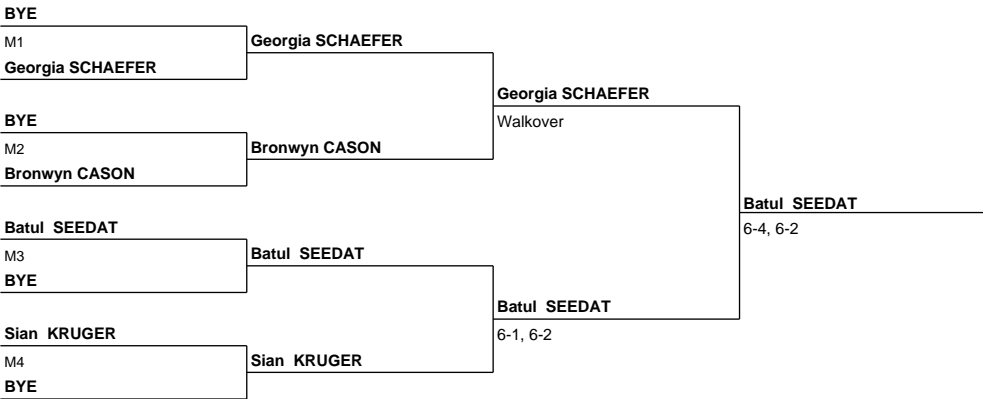 BYE
M1
Georgia SCHAEFER
BYE
M2
Bronwyn CASON
Batul SEEDAT
M3
BYE
Sian KRUGER
M4
BYE
Georgia SCHAEFER
Bronwyn CASON
Batul SEEDAT
Sian KRUGER
Georgia SCHAEFER
Walkover
Batul SEEDAT
6-1, 6-2
Batul SEEDAT
6-4, 6-2